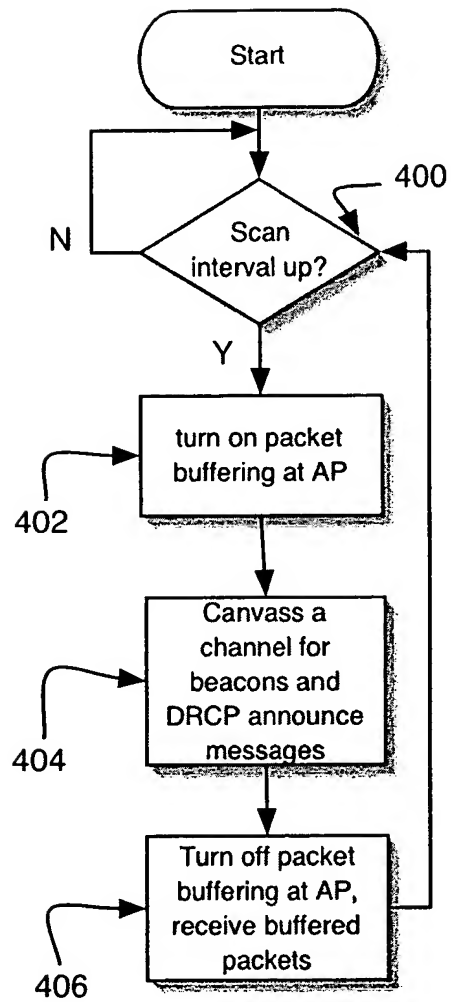 Start
400
Scan
interval up?
N
Y
turn on packet
buffering at AP
402
Canvass a
channel for
beacons and
DRCP announce
messages
404
Turn off packet
buffering at AP,
receive buffered
packets
406